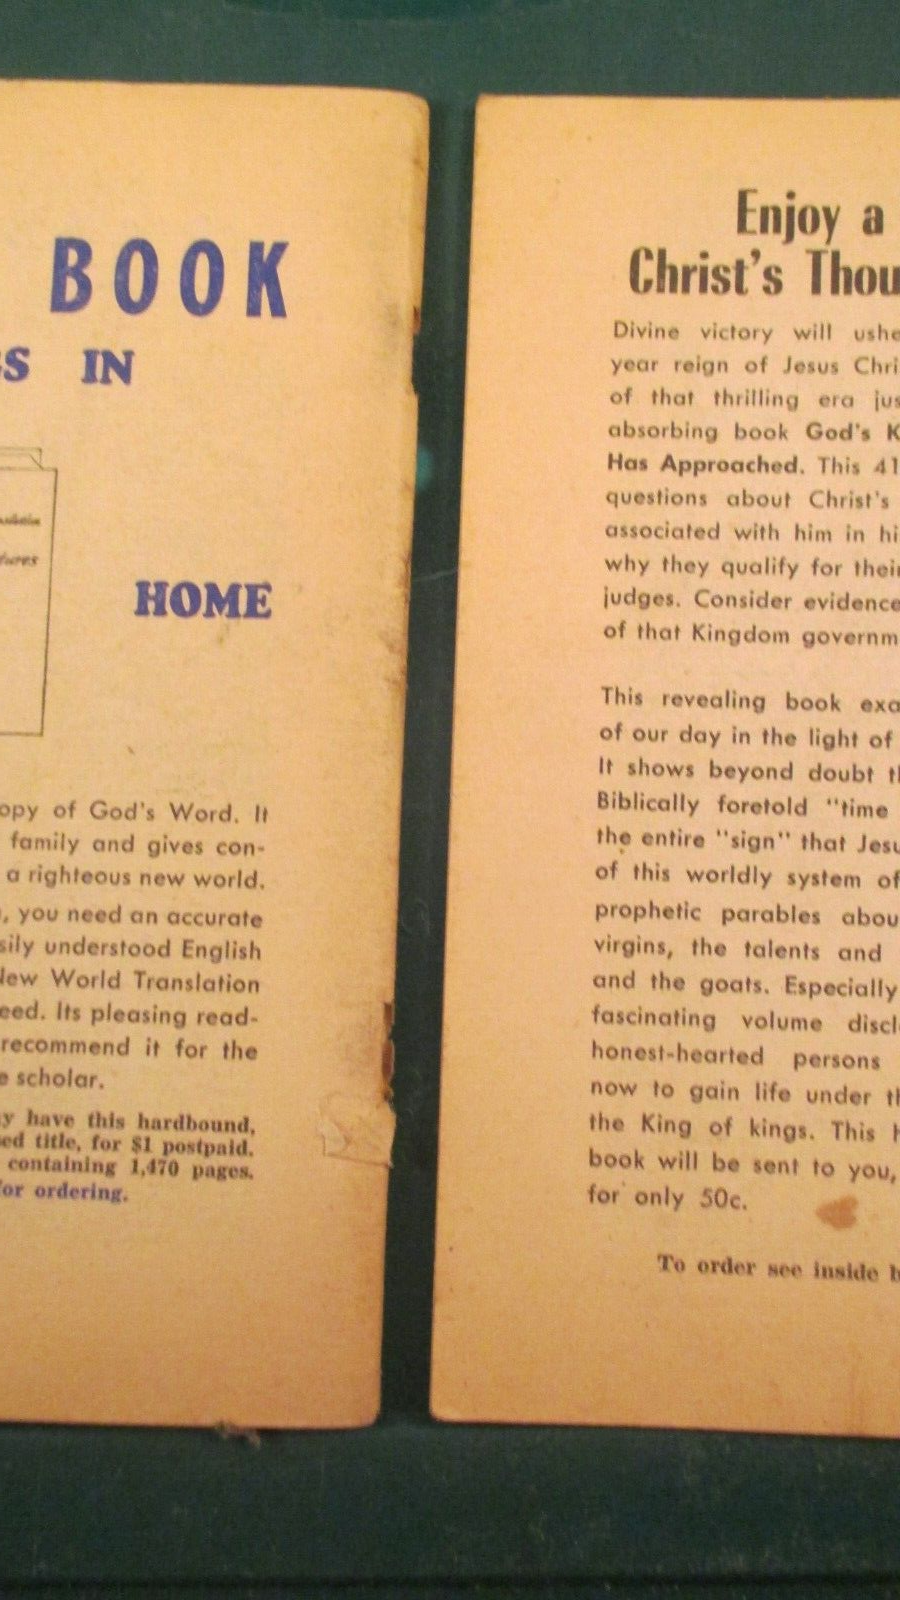 BOOK
GS IN
HOME
opy of God's Word. It
family and gives con-
a righteous new world.
, you need an accurate
sily understood English
New World Translation
eed. Its pleasing read-
recommend it for the
e scholar.
y have this hardbound,
ed title, for $1 postpaid.
containing 1,470 pages.
for ordering.
Enjoy a
Christ's Thou
Divine victory will ushe
year reign of Jesus Chri
of that thrilling era jus
absorbing book God's K
Has Approached. This 41
questions about Christ's
associated with him in hi
why they qualify for their
judges. Consider evidence
of that Kingdom governm
This revealing book exa
of our day in the light of
It shows beyond doubt th
Biblically foretold "time
the entire "sign" that Jesu
of this worldly system of
prophetic parables abou
virgins, the talents and
and the goats. Especially
fascinating volume discl
honest-hearted persons
now to gain life under th
the King of kings. This h
book will be sent to you,
for only 50c.
To order see inside b